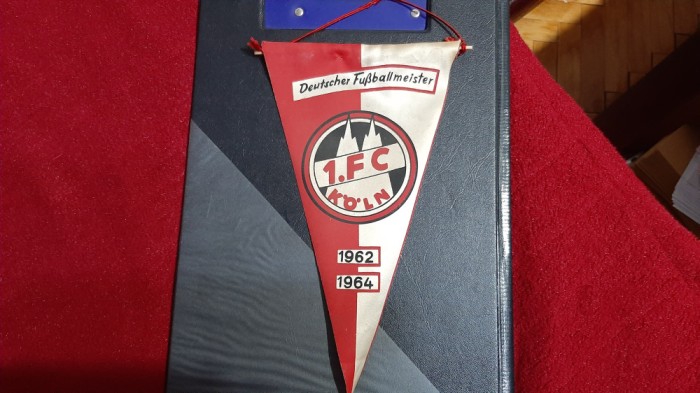 Deutscher Fußballmeister
1.FC
KÖLN
1962
1964